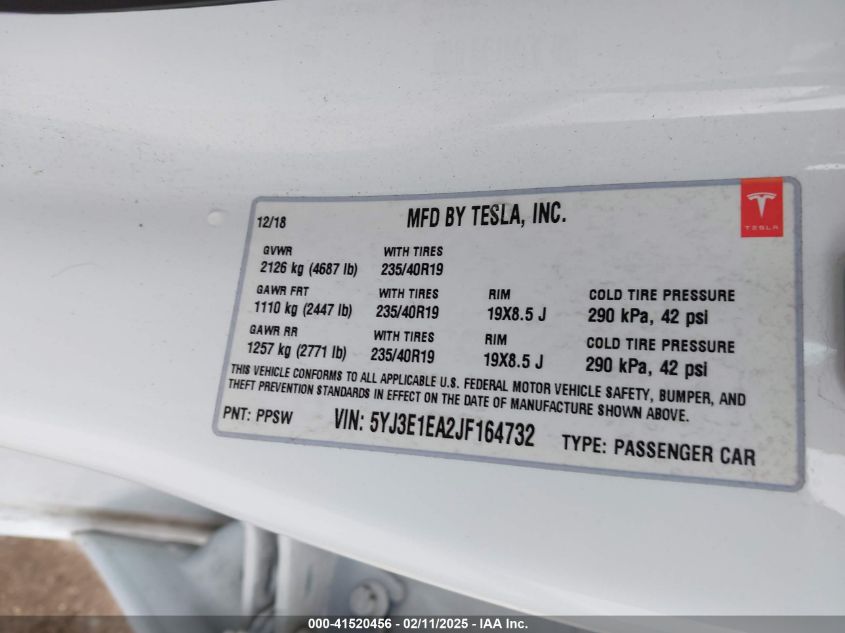 12/18
MFD BY TESLA, INC.
TESLA
GVWR WITH TIRES
2126 kg (4687 lb) 235/40R19
GAWR FRT WITH TIRES RIM COLD TIRE PRESSURE
1110 kg (2447 lb) 235/40R19 19X8.5 J 290 kPa, 42 psi
GAWR RR WITH TIRES RIM COLD TIRE PRESSURE
1257 kg (2771 lb) 235/40R19 19X8.5 J 290 kPa, 42 psi
THIS VEHICLE CONFORMS TO ALL APPLICABLE U.S. FEDERAL MOTOR VEHICLE SAFETY, BUMPER, AND
THEFT PREVENTION STANDARDS IN EFFECT ON THE DATE OF MANUFACTURE SHOWN ABOVE.
PNT: PPSW VIN: 5YJ3E1EA2JF164732 TYPE: PASSENGER CAR
000-41520456 - 02/11/2025 - IAA Inc.